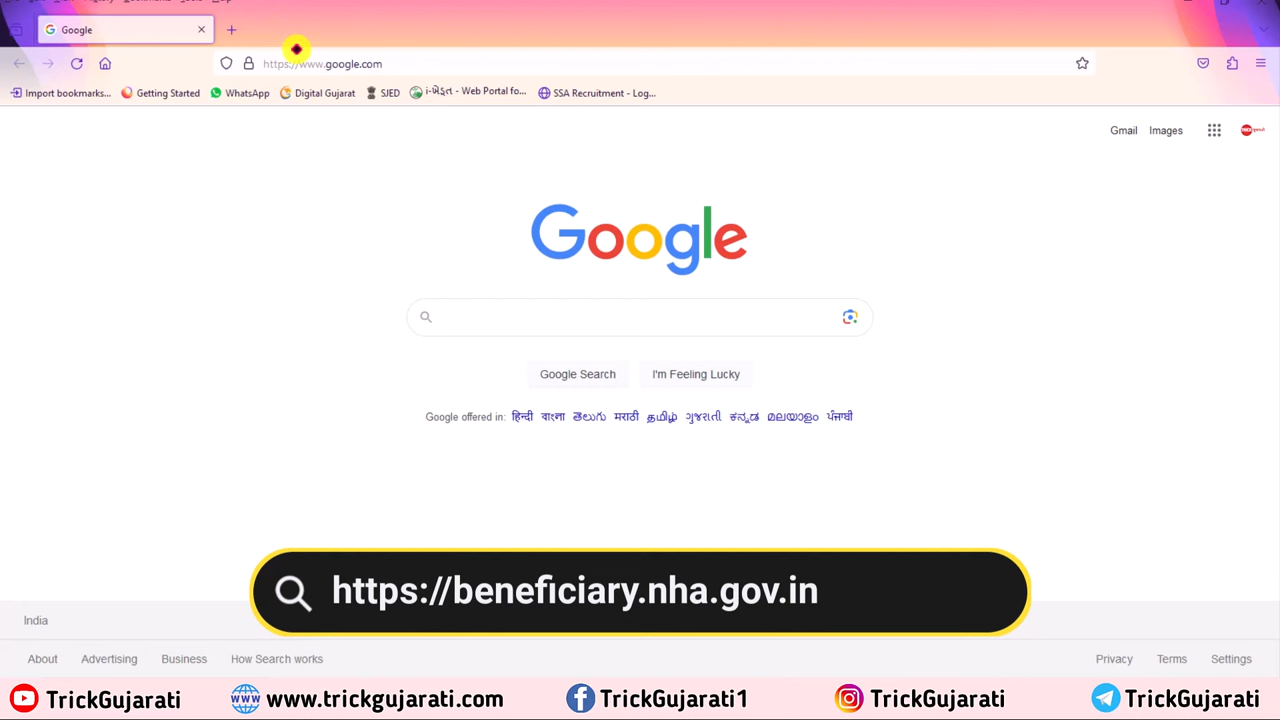 Google
https://www.google.com
Import bookmarks... Getting Started WhatsApp Digital Gujarat SJED i-ખેડૂત - Web Portal fo... SSA Recruitment - Log...
Gmail Images
Google
Google Search I'm Feeling Lucky
Google offered in: हिन्दी বাংলা తెలుగు मराठी தமிழ் ગુજરાતી ಕನ್ನಡ മലയാളം ਪੰਜਾਬੀ
https://beneficiary.nha.gov.in
India
About Advertising Business How Search works Privacy Terms Settings
TrickGujarati www.trickgujarati.com TrickGujarati1 TrickGujarati TrickGujarati